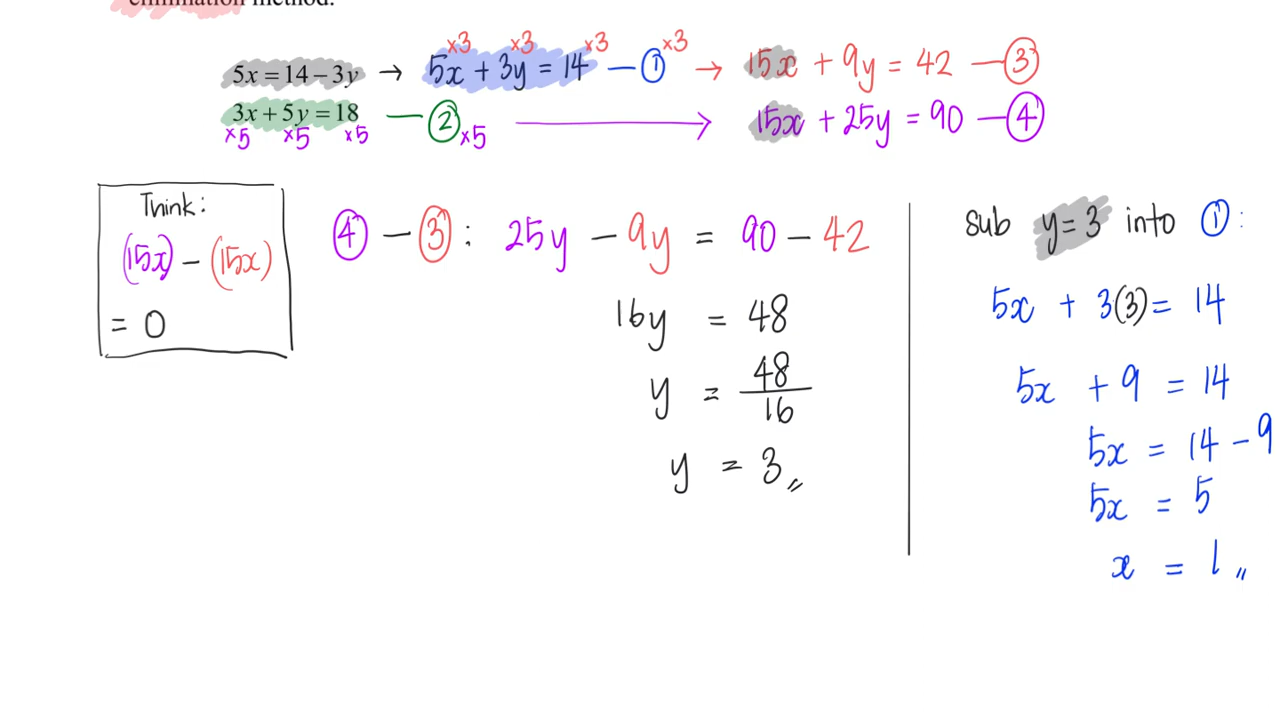 elimination method.
×3 ×3 ×3 ×3
5x = 14 − 3y → 5x + 3y = 14 — ① → 15x + 9y = 42 — ③
3x + 5y = 18 — ② → 15x + 25y = 90 — ④
×5 ×5 ×5 ×5
Think:
(15x) − (15x)
= 0
④ − ③ : 25y − 9y = 90 − 42
16y = 48
y = 48/16
y = 3
sub y = 3 into ① :
5x + 3(3) = 14
5x + 9 = 14
5x = 14 − 9
5x = 5
x = 1